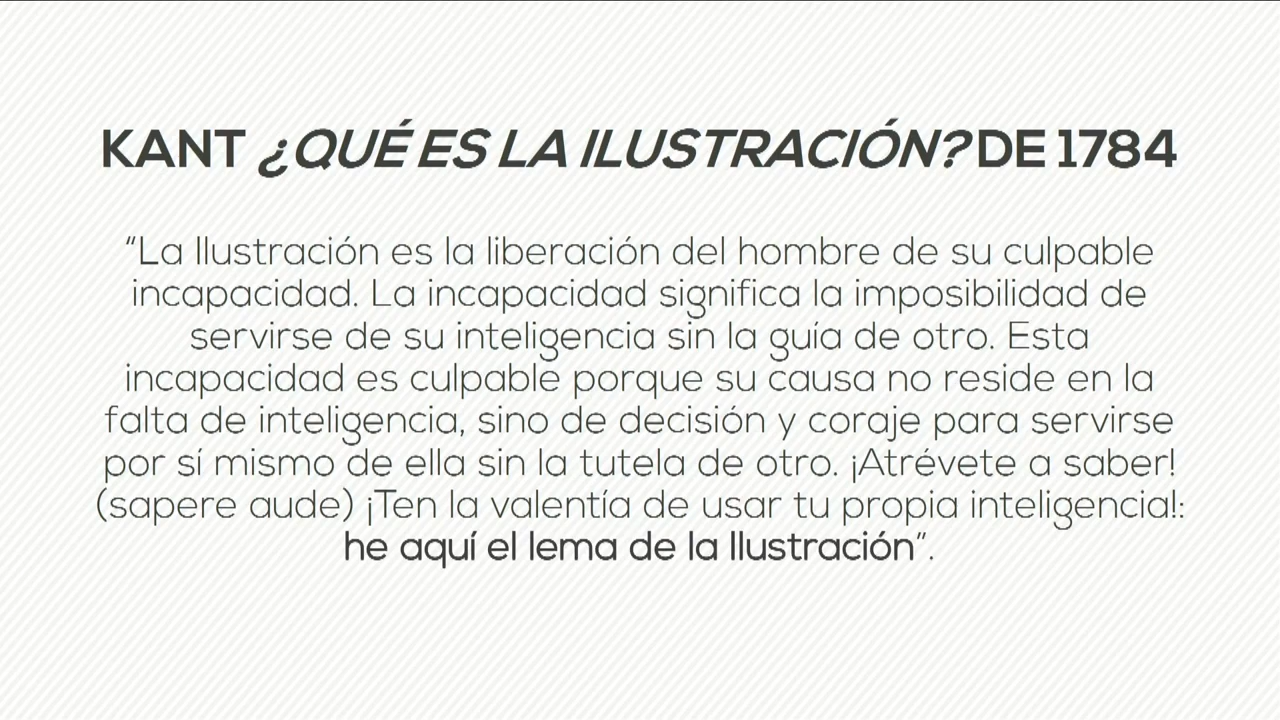 KANT ¿QUÉ ES LA ILUSTRACIÓN? DE 1784
“La Ilustración es la liberación del hombre de su culpable
incapacidad. La incapacidad significa la imposibilidad de
servirse de su inteligencia sin la guía de otro. Esta
incapacidad es culpable porque su causa no reside en la
falta de inteligencia, sino de decisión y coraje para servirse
por sí mismo de ella sin la tutela de otro. ¡Atrévete a saber!
(sapere aude) ¡Ten la valentía de usar tu propia inteligencia!:
he aquí el lema de la Ilustración”.